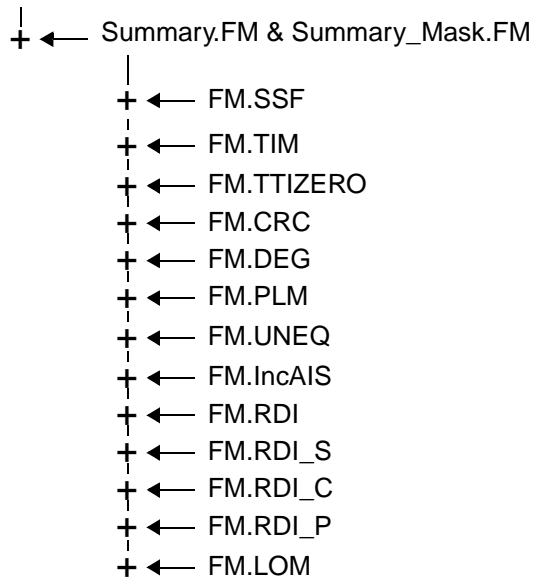 Summary.FM & Summary_Mask.FM
FM.SSF
FM.TIM
FM.TTIZERO
FM.CRC
FM.DEG
FM.PLM
FM.UNEQ
FM.IncAIS
FM.RDI
FM.RDI_S
FM.RDI_C
FM.RDI_P
FM.LOM